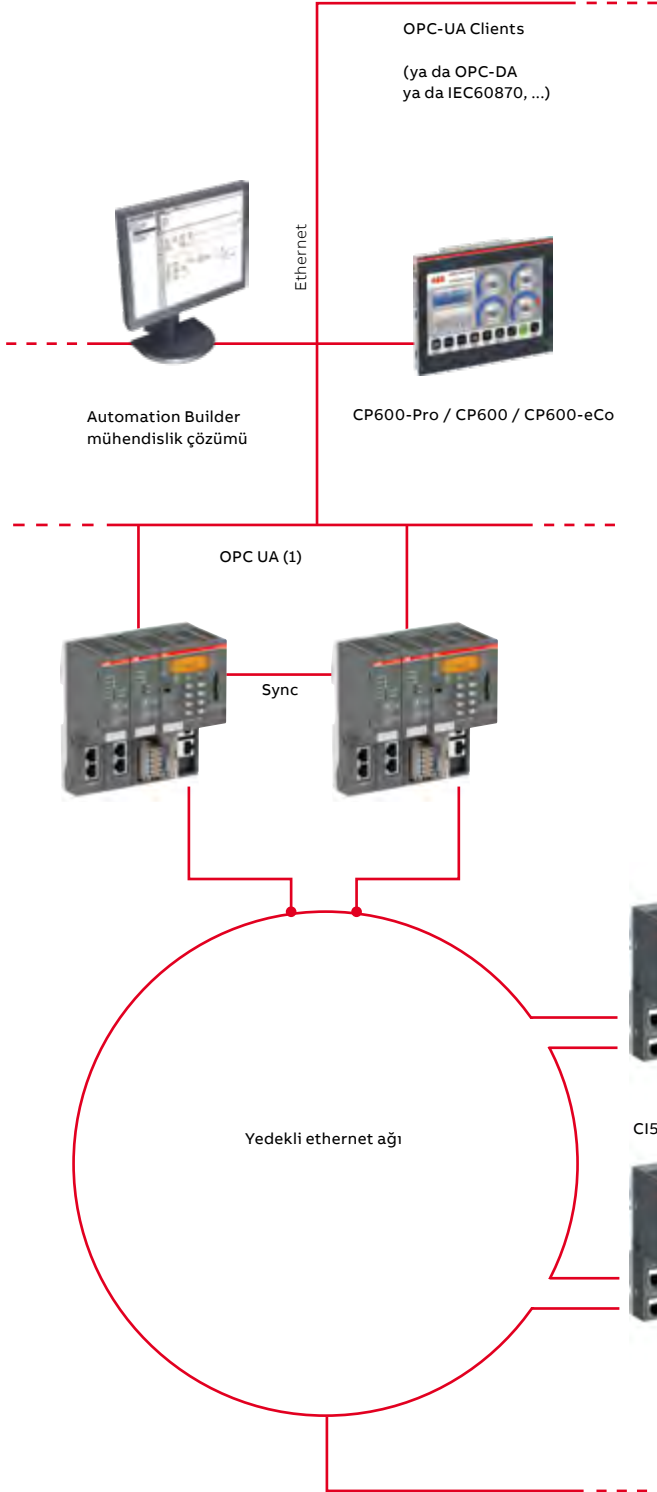 OPC-UA Clients
(ya da OPC-DA
ya da IEC60870, ...)
Ethernet
Automation Builder
mühendislik çözümü
CP600-Pro / CP600 / CP600-eCo
OPC UA (1)
Sync
Yedekli ethernet ağı
CI5